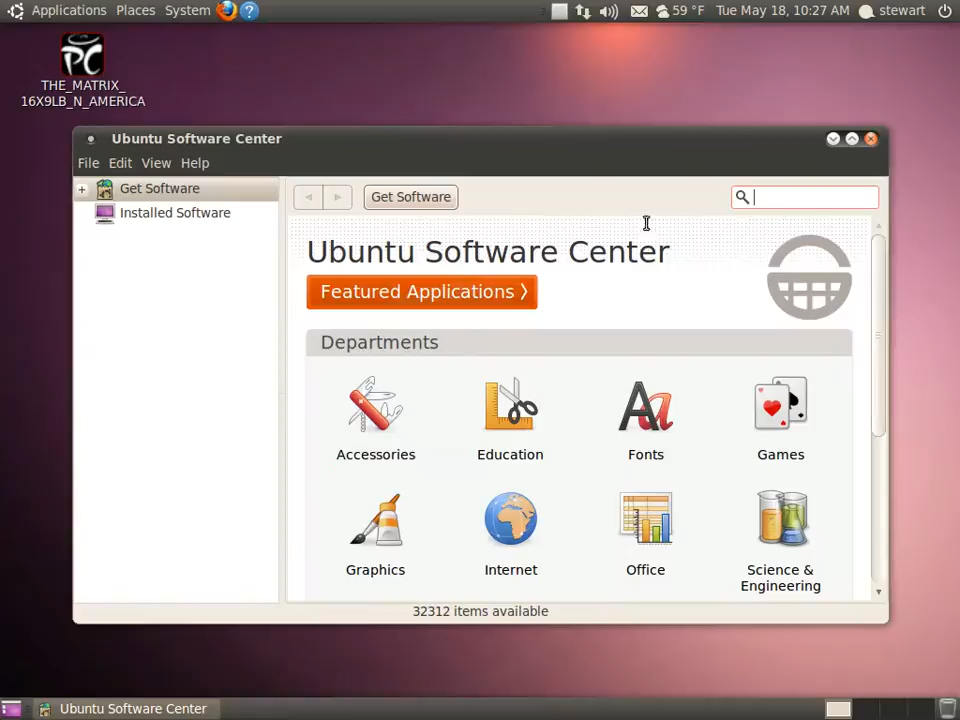 Applications Places System
59 °F Tue May 18, 10:27 AM stewart
PC
THE_MATRIX_
16X9LB_N_AMERICA
Ubuntu Software Center
File Edit View Help
Get Software
Installed Software
Get Software
Ubuntu Software Center
Featured Applications ⟩
Departments
Accessories Education Fonts Games
Graphics Internet Office Science &
Engineering
32312 items available
Ubuntu Software Center